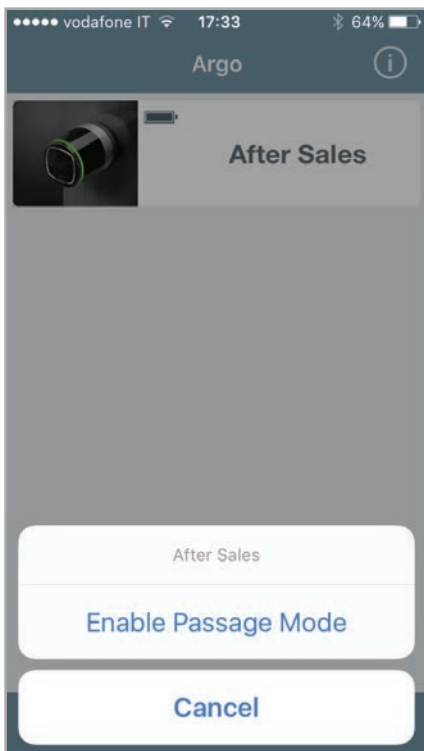 vodafone IT 17:33 64%
Argo
After Sales
After Sales
Enable Passage Mode
Cancel